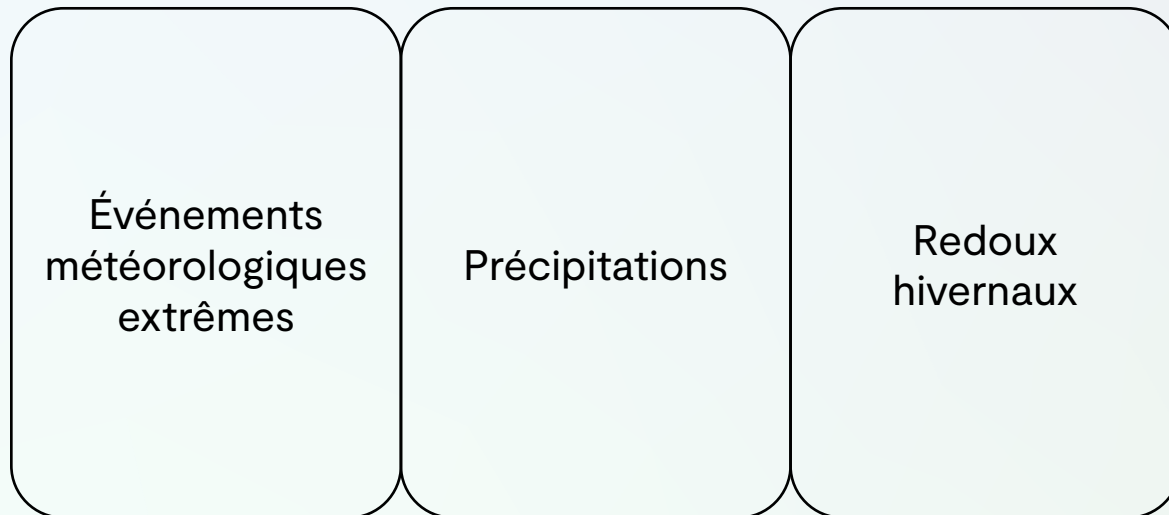 Événements
météorologiques
extrêmes
Précipitations
Redoux
hivernaux